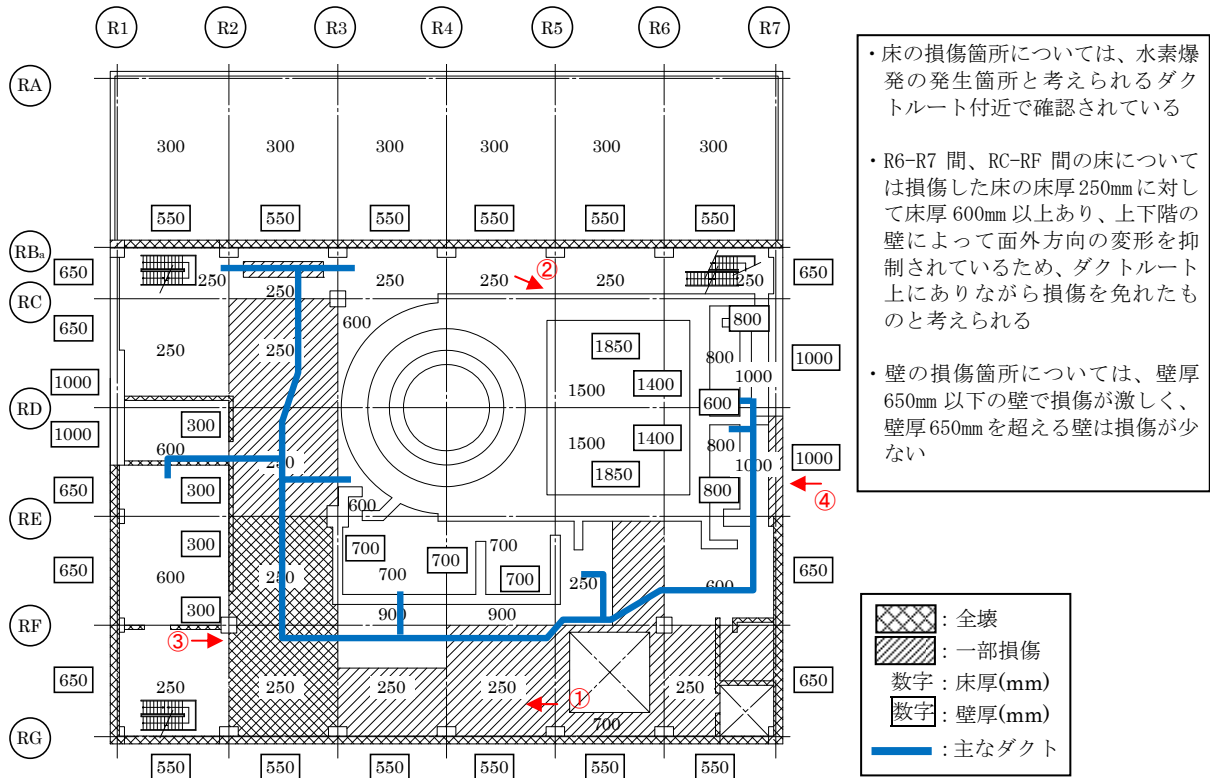 R1 R2 R3 R4 R5 R6 R7
RA
300 300 300 300 300 300
550 550 550 550 550 550
RBa
650 250 250 250 250 ② 250 650
250
RC
650 600 800 650
250 250 1850 800 1000
1000 1500 1400 1000
RD 600
1000 300 1500 1400 800 1000
600 250 1850 1000
650 300 600 800 ④
RE
300 700 700 700
650 600 250 700 700 250 600 650
300 900 900
RF
③
650 250 250 250 250 ① 250 650
700
RG
550 550 550 550 550 550
・床の損傷箇所については、水素爆
発の発生箇所と考えられるダク
トルート付近で確認されている
・R6-R7 間、RC-RF 間の床について
は損傷した床の床厚 250mm に対し
て床厚 600mm 以上あり、上下階の
壁によって面外方向の変形を抑
制されているため、ダクトルート
上にありながら損傷を免れたも
のと考えられる
・壁の損傷箇所については、壁厚
650mm 以下の壁で損傷が激しく、
壁厚 650mm を超える壁は損傷が少
ない
：全壊
：一部損傷
数字：床厚(mm)
数字：壁厚(mm)
：主なダクト